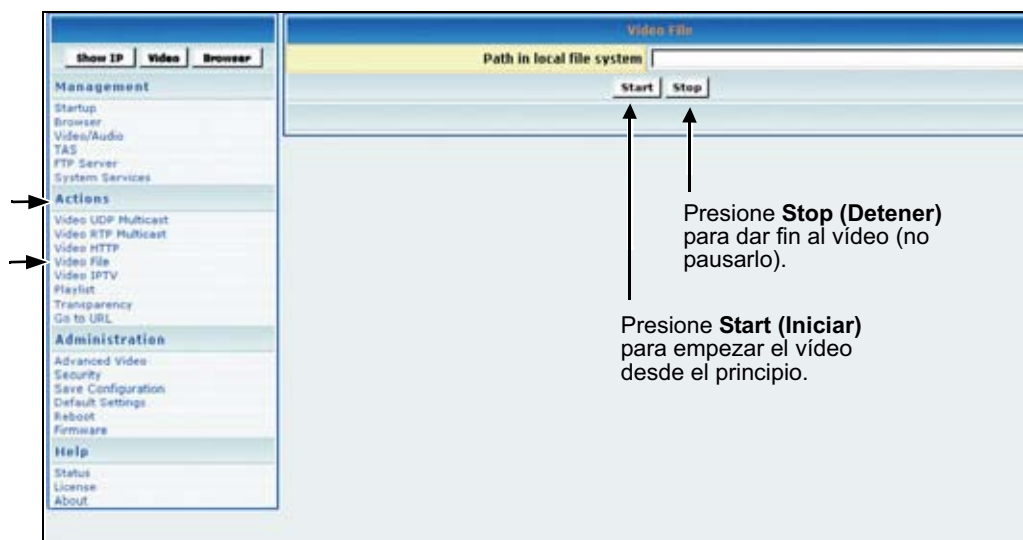 Show IP Video Browser
Management
Startup
Browser
Video/Audio
TAS
FTP Server
System Services
Actions
Video UDP Multicast
Video RTP Multicast
Video HTTP
Video File
Video IPTV
Playlist
Transparency
Go to URL
Administration
Advanced Video
Security
Save Configuration
Default Settings
Reboot
Firmware
Help
Status
License
About
Video File
Path in local file system
Start Stop
Presione Stop (Detener)
para dar fin al vídeo (no
pausarlo).
Presione Start (Iniciar)
para empezar el vídeo
desde el principio.